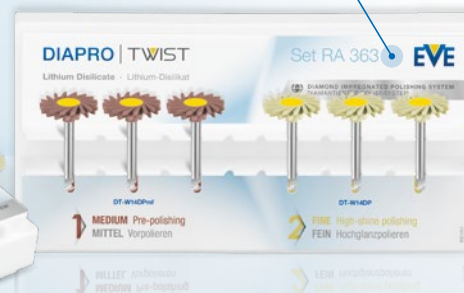 DIAPRO | TWIST
Lithium Disilicate · Lithium-Disilikat
Set RA 363
EVE
DIAMOND IMPREGNATED POLISHING SYSTEM
DT-W14DPmf
DT-W14DP
1 MEDIUM Pre-polishing
MITTEL Vorpolieren
2 FINE High-shine polishing
FEIN Hochglanzpolieren